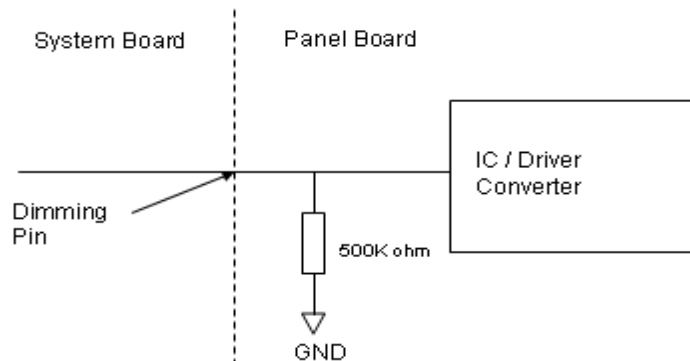 System Board
Panel Board
IC / Driver
Converter
Dimming
Pin
500K ohm
GND